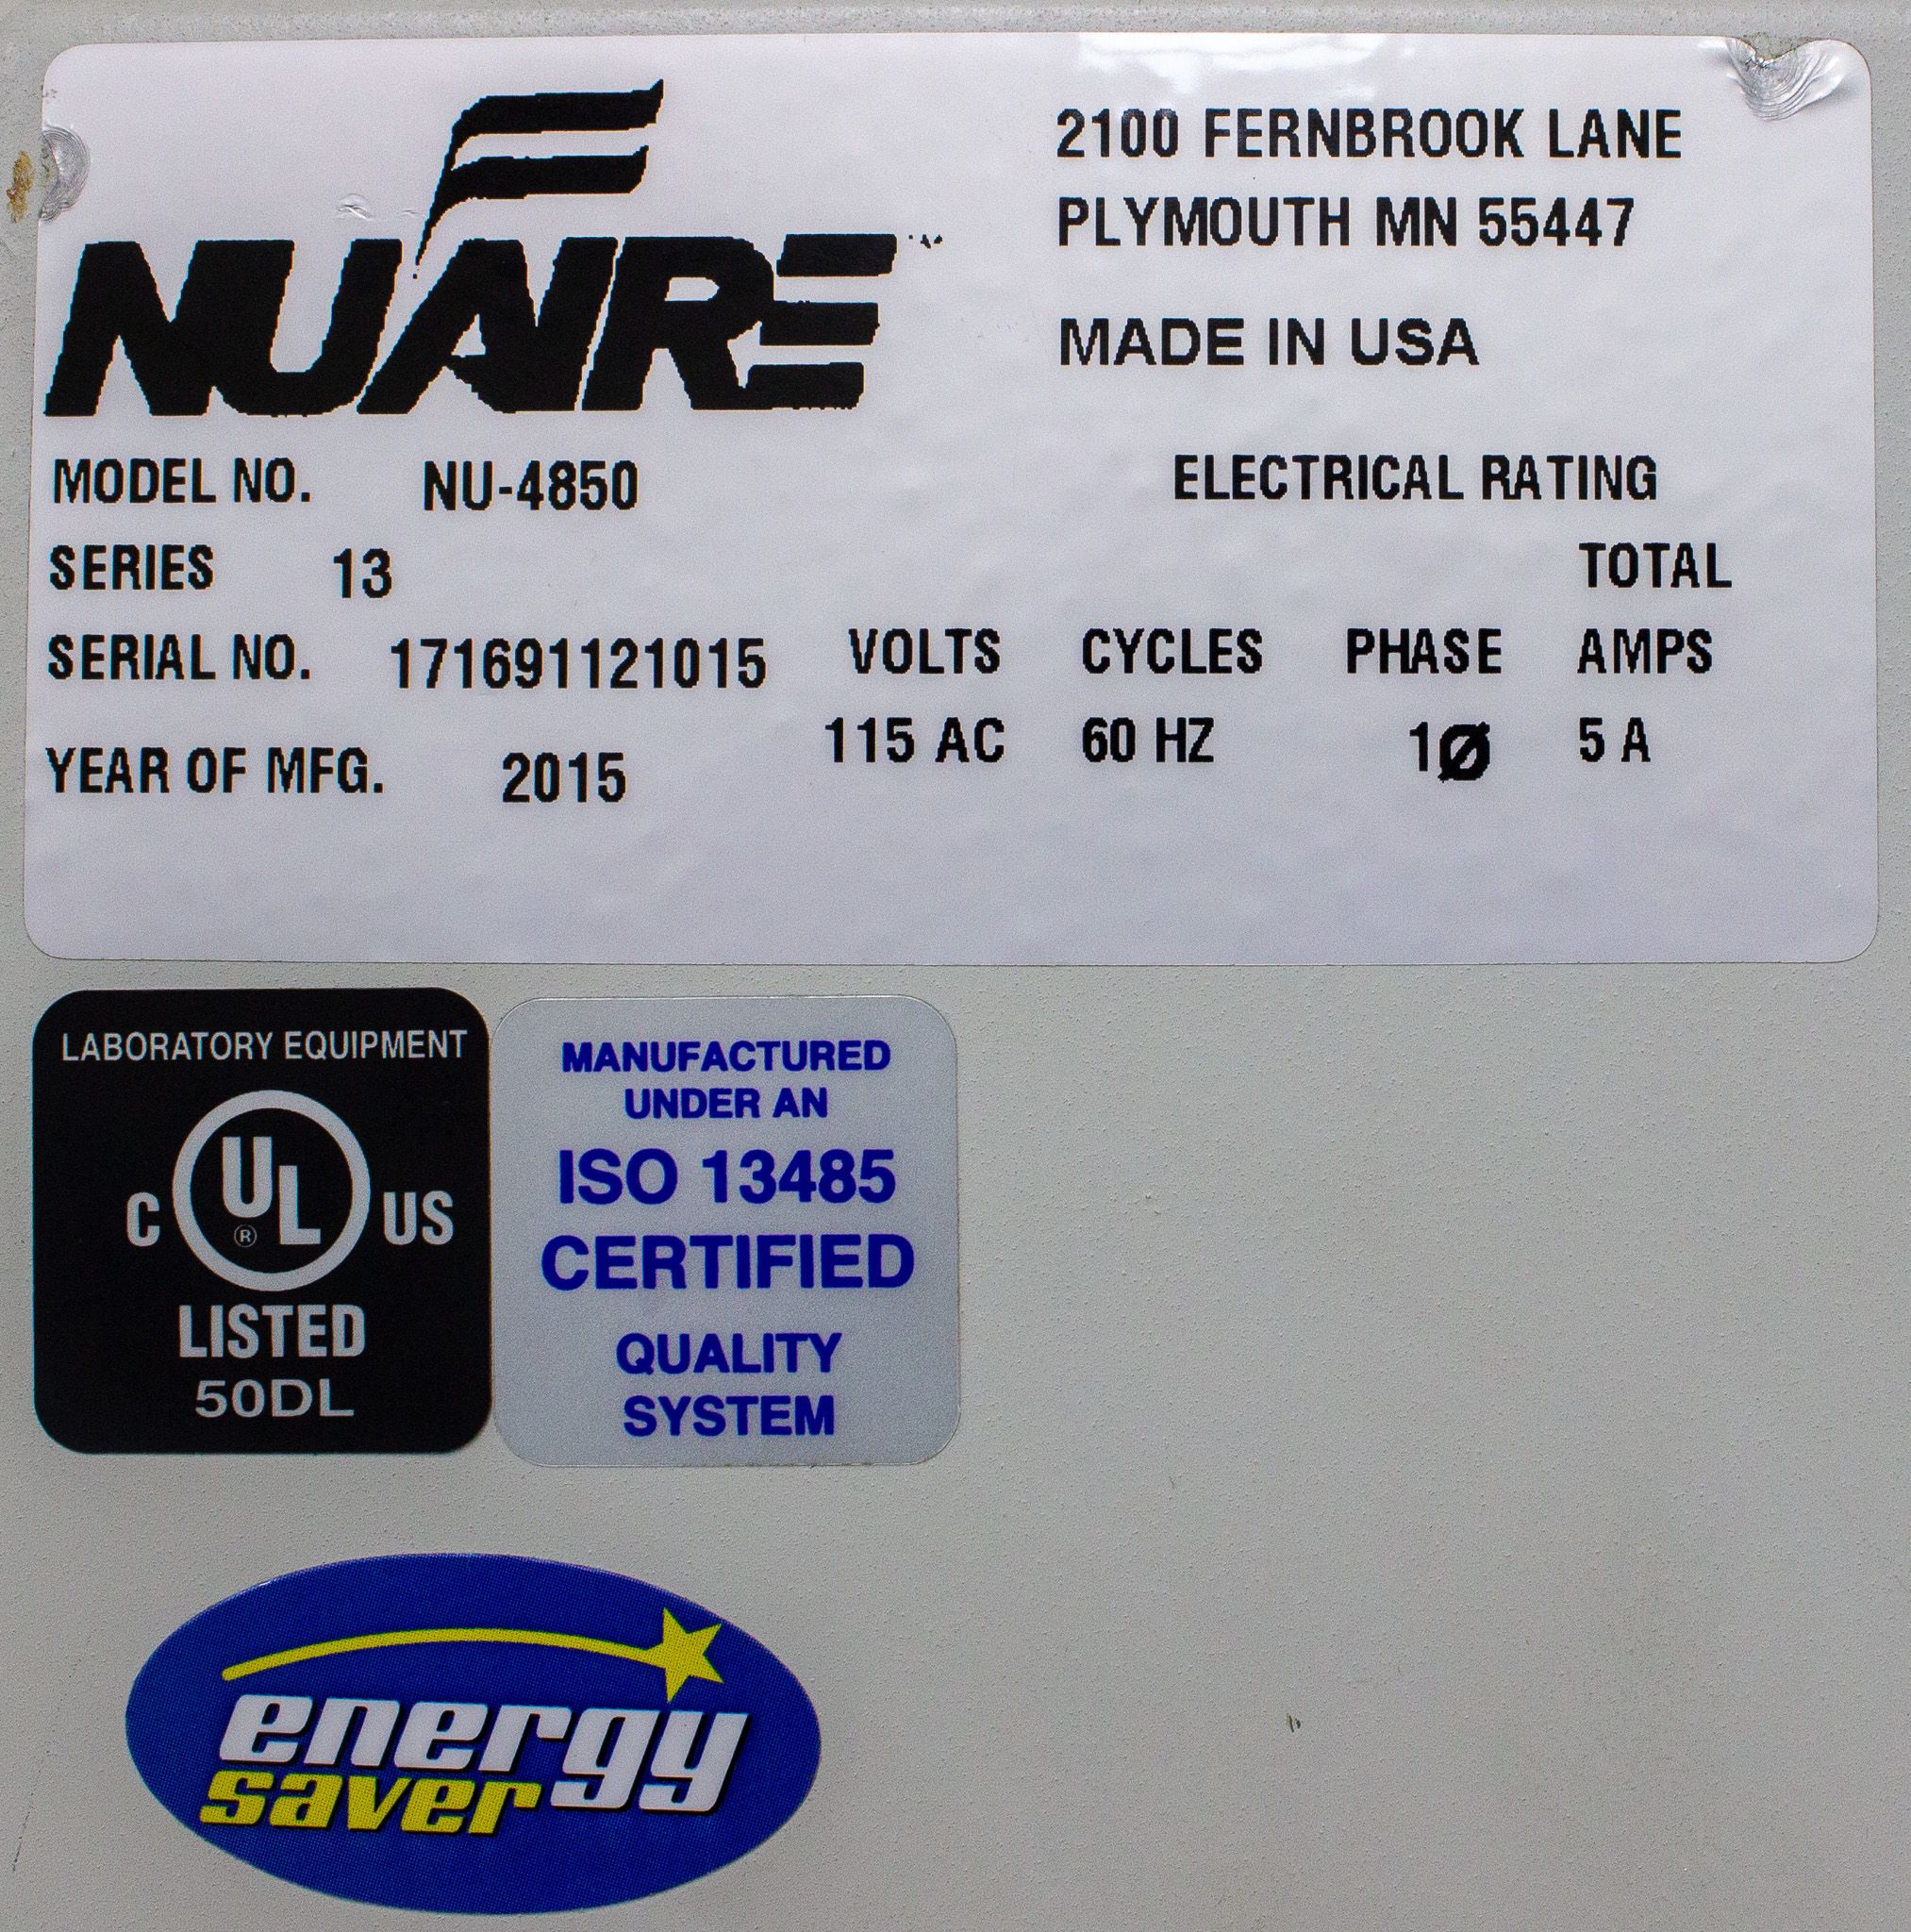 NUAIRE™
2100 FERNBROOK LANE
PLYMOUTH MN 55447
MADE IN USA
MODEL NO. NU-4850
SERIES 13
SERIAL NO. 171691121015
YEAR OF MFG. 2015
ELECTRICAL RATING
TOTAL
VOLTS CYCLES PHASE AMPS
115 AC 60 HZ 1Ø 5 A
LABORATORY EQUIPMENT
C UL® US
LISTED
50DL
MANUFACTURED
UNDER AN
ISO 13485
CERTIFIED
QUALITY
SYSTEM
energy
saver